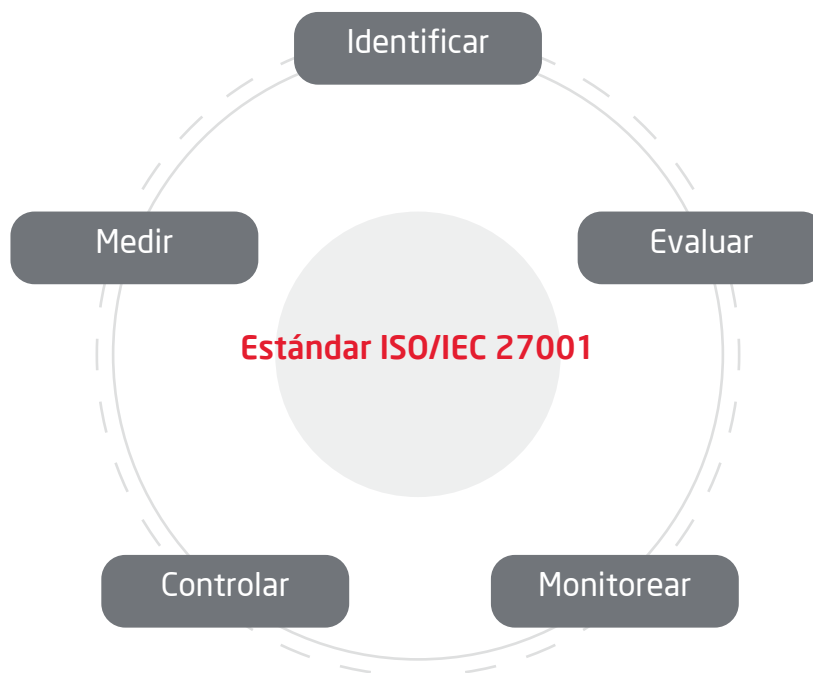 Identificar
Medir
Evaluar
Estándar ISO/IEC 27001
Controlar
Monitorear